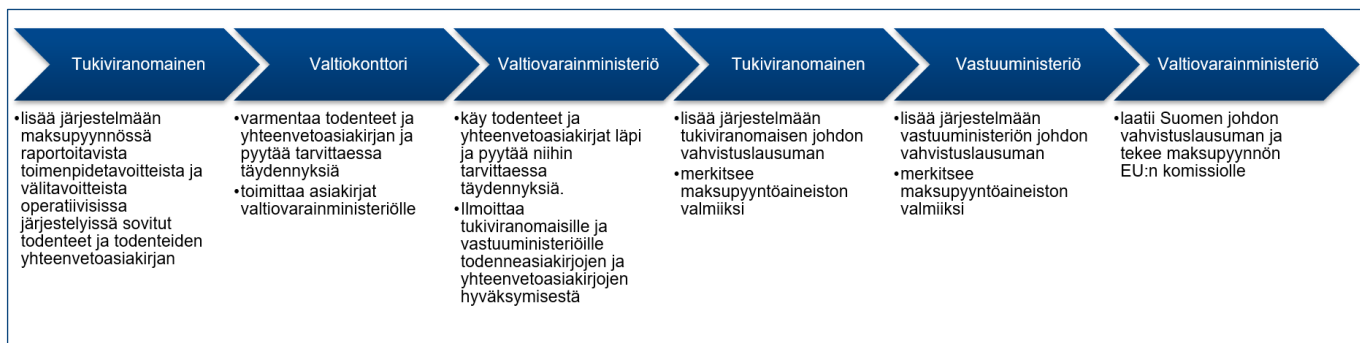 Tukiviranomainen
•lisää järjestelmään
maksupyynnössä
raportoitavista
toimenpidetavoitteista ja
välitavoitteista
operatiivisissa
järjestelyissä sovitut
todenteet ja todenteiden
yhteenvetoasiakirjan
Valtiokonttori
•varmentaa todenteet ja
yhteenvetoasiakirjan ja
pyytää tarvittaessa
täydennyksiä
•toimittaa asiakirjat
valtiovarainministeriölle
Valtiovarainministeriö
•käy todenteet ja
yhteenvetoasiakirjat läpi
ja pyytää niihin
tarvittaessa
täydennyksiä.
•Ilmoittaa
tukiviranomaisille ja
vastuuministeriöille
todenneasiakirjojen ja
yhteenvetoasiakirjojen
hyväksymisestä
Tukiviranomainen
•lisää järjestelmään
tukiviranomaisen johdon
vahvistuslausuman
•merkitsee
maksupyyntöaineiston
valmiiksi
Vastuuministeriö
•lisää järjestelmään
vastuuministeriön johdon
vahvistuslausuman
•merkitsee
maksupyyntöaineiston
valmiiksi
Valtiovarainministeriö
•laatii Suomen johdon
vahvistuslausuman ja
tekee maksupyynnön
EU:n komissiolle